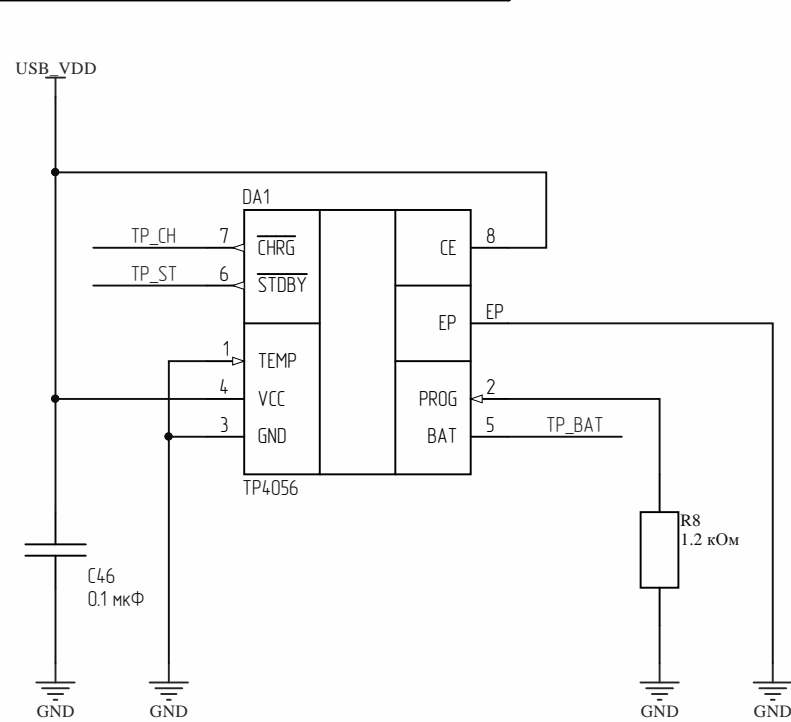 USB_VDD
DA1
TP_CH 7 CHRG CE 8
TP_ST 6 STDBY
EP EP
1 TEMP
4 VCC PROG 2
3 GND BAT 5 TP_BAT
TP4056
R8
1.2 кОм
C46
0.1 мкФ
GND GND GND GND